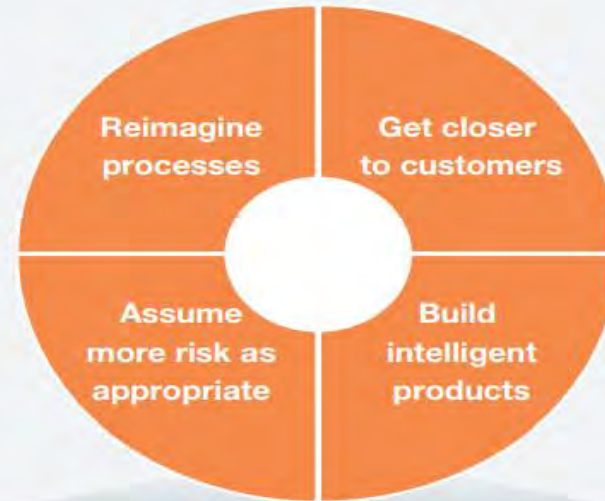 Reimagine
processes
Get closer
to customers
Assume
more risk as
appropriate
Build
intelligent
products